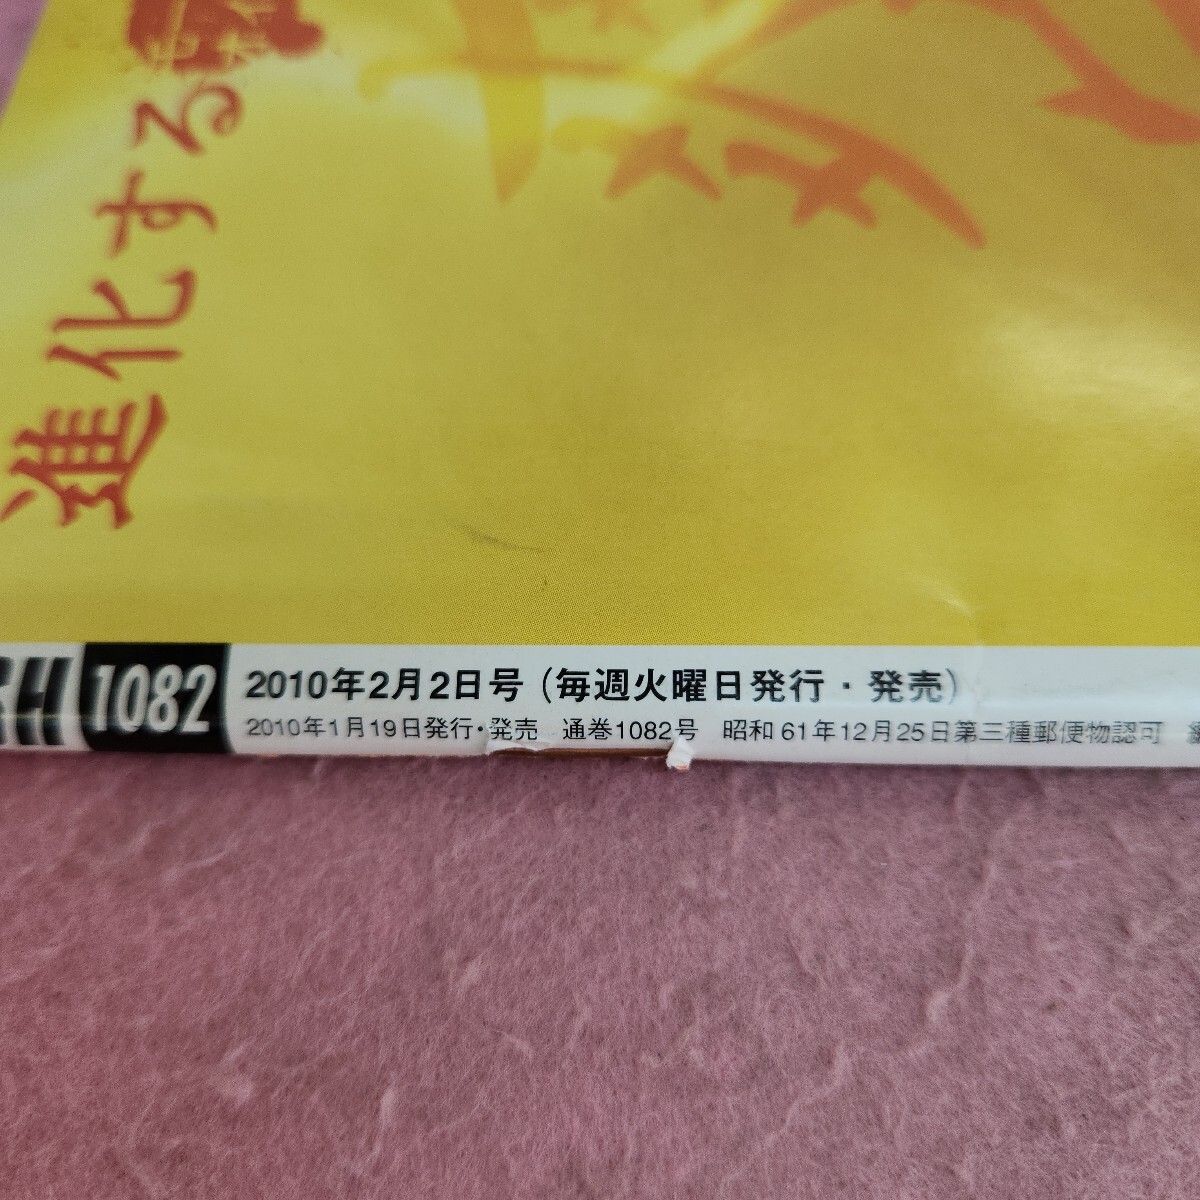 進化する
1082
2010年2月2日号（毎週火曜日発行・発売）
2010年1月19日発行・発売 通巻1082号 昭和61年12月25日第三種郵便物認可